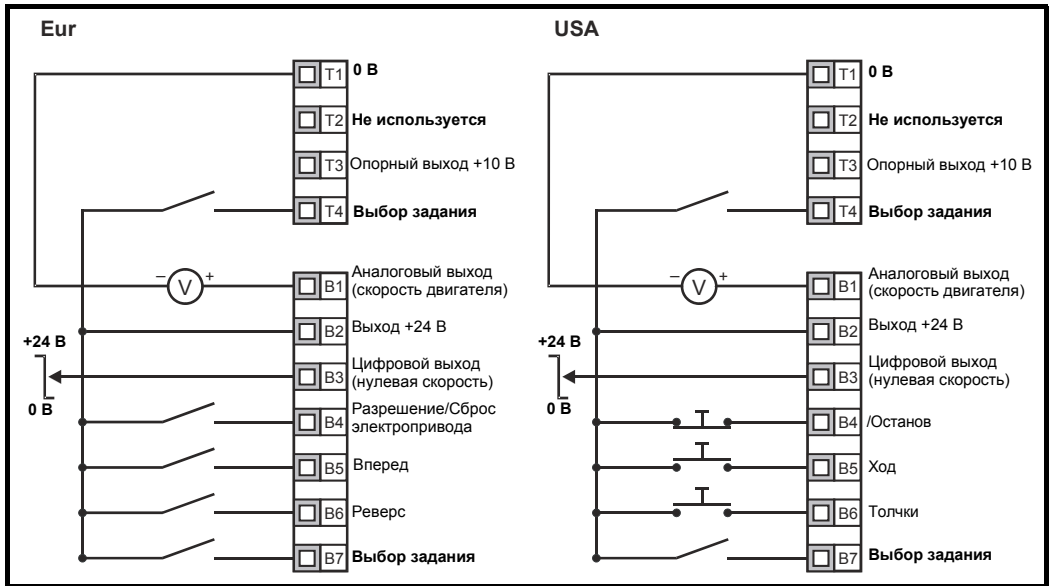 Eur
T1 0 В
T2 Не используется
T3 Опорный выход +10 В
T4 Выбор задания
– V +
B1 Аналоговый выход
(скорость двигателя)
B2 Выход +24 В
+24 В
0 В
B3 Цифровой выход
(нулевая скорость)
B4 Разрешение/Сброс
электропривода
B5 Вперед
B6 Реверс
B7 Выбор задания
USA
T1 0 В
T2 Не используется
T3 Опорный выход +10 В
T4 Выбор задания
– V +
B1 Аналоговый выход
(скорость двигателя)
B2 Выход +24 В
+24 В
0 В
B3 Цифровой выход
(нулевая скорость)
B4 /Останов
B5 Ход
B6 Толчки
B7 Выбор задания